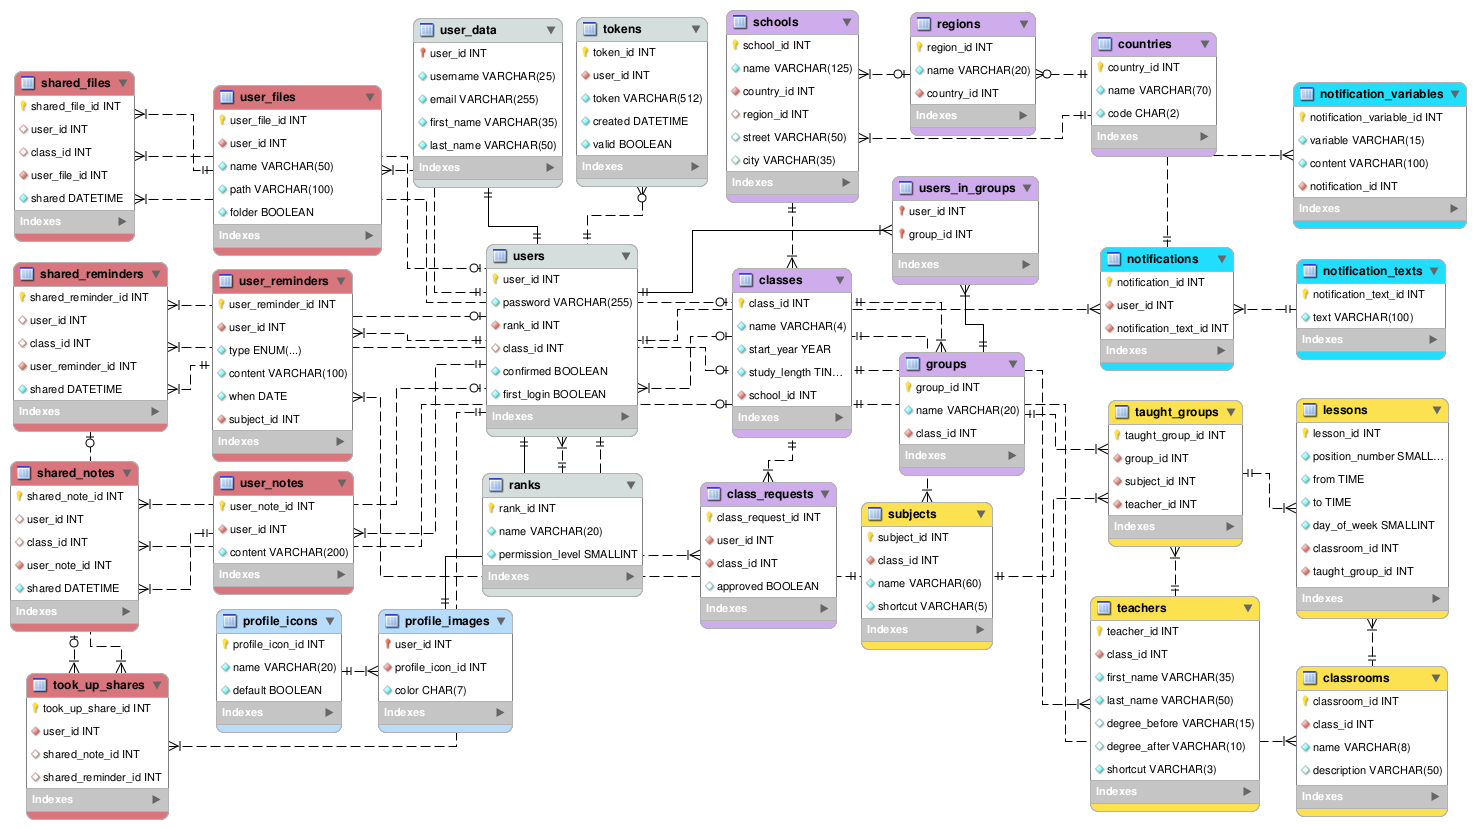 user_data
user_id INT
username VARCHAR(25)
email VARCHAR(255)
first_name VARCHAR(35)
last_name VARCHAR(50)
Indexes
tokens
token_id INT
user_id INT
token VARCHAR(512)
created DATETIME
valid BOOLEAN
Indexes
schools
school_id INT
name VARCHAR(125)
country_id INT
region_id INT
street VARCHAR(50)
city VARCHAR(35)
Indexes
regions
region_id INT
name VARCHAR(20)
country_id INT
Indexes
countries
country_id INT
name VARCHAR(70)
code CHAR(2)
Indexes
notification_variables
notification_variable_id INT
variable VARCHAR(15)
content VARCHAR(100)
notification_id INT
Indexes
shared_files
shared_file_id INT
user_id INT
class_id INT
user_file_id INT
shared DATETIME
Indexes
user_files
user_file_id INT
user_id INT
name VARCHAR(50)
path VARCHAR(100)
folder BOOLEAN
Indexes
users_in_groups
user_id INT
group_id INT
Indexes
shared_reminders
shared_reminder_id INT
user_id INT
class_id INT
user_reminder_id INT
shared DATETIME
Indexes
user_reminders
user_reminder_id INT
user_id INT
type ENUM(...)
content VARCHAR(100)
when DATE
subject_id INT
Indexes
users
user_id INT
password VARCHAR(255)
rank_id INT
class_id INT
confirmed BOOLEAN
first_login BOOLEAN
Indexes
classes
class_id INT
name VARCHAR(4)
start_year YEAR
study_length TIN...
school_id INT
Indexes
notifications
notification_id INT
user_id INT
notification_text_id INT
Indexes
notification_texts
notification_text_id INT
text VARCHAR(100)
Indexes
groups
group_id INT
name VARCHAR(20)
class_id INT
Indexes
taught_groups
taught_group_id INT
group_id INT
subject_id INT
teacher_id INT
Indexes
lessons
lesson_id INT
position_number SMALL...
from TIME
to TIME
day_of_week SMALLINT
classroom_id INT
taught_group_id INT
Indexes
shared_notes
shared_note_id INT
user_id INT
class_id INT
user_note_id INT
shared DATETIME
Indexes
user_notes
user_note_id INT
user_id INT
content VARCHAR(200)
Indexes
ranks
rank_id INT
name VARCHAR(20)
permission_level SMALLINT
Indexes
class_requests
class_request_id INT
user_id INT
class_id INT
approved BOOLEAN
Indexes
subjects
subject_id INT
class_id INT
name VARCHAR(60)
shortcut VARCHAR(5)
Indexes
profile_icons
profile_icon_id INT
name VARCHAR(20)
default BOOLEAN
Indexes
profile_images
user_id INT
profile_icon_id INT
color CHAR(7)
Indexes
teachers
teacher_id INT
class_id INT
first_name VARCHAR(35)
last_name VARCHAR(50)
degree_before VARCHAR(15)
degree_after VARCHAR(10)
shortcut VARCHAR(3)
Indexes
classrooms
classroom_id INT
class_id INT
name VARCHAR(8)
description VARCHAR(50)
Indexes
took_up_shares
took_up_share_id INT
user_id INT
shared_note_id INT
shared_reminder_id INT
Indexes